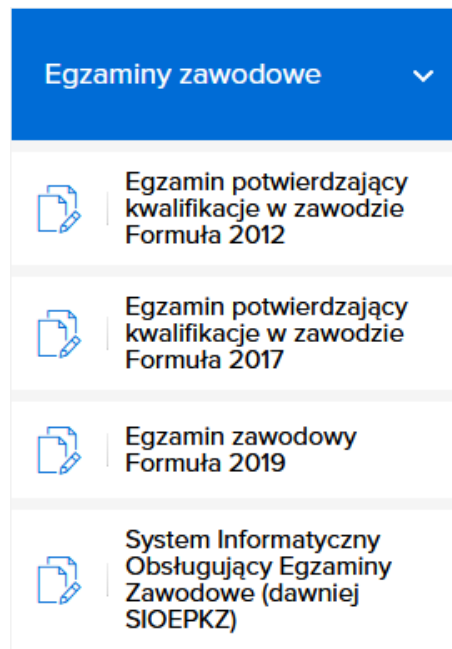 Egzaminy zawodowe
Egzamin potwierdzający
kwalifikacje w zawodzie
Formuła 2012
Egzamin potwierdzający
kwalifikacje w zawodzie
Formuła 2017
Egzamin zawodowy
Formuła 2019
System Informatyczny
Obsługujący Egzaminy
Zawodowe (dawniej
SIOEPKZ)